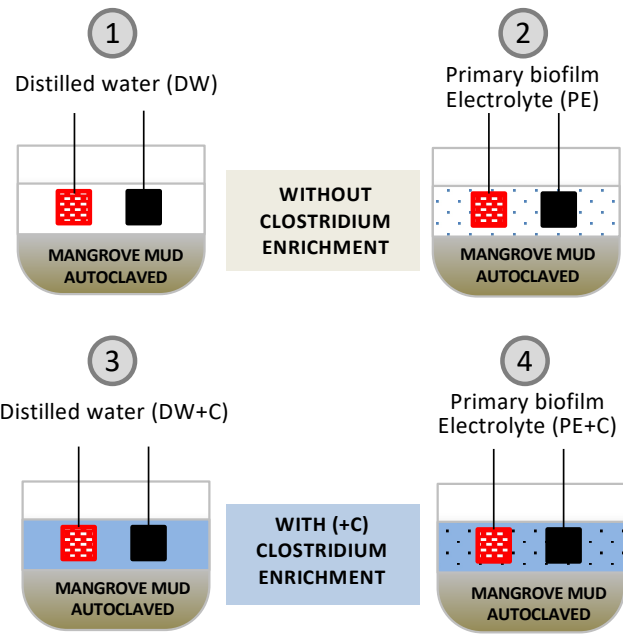 1
Distilled water (DW)
MANGROVE MUD
AUTOCLAVED
WITHOUT
CLOSTRIDIUM
ENRICHMENT
2
Primary biofilm
Electrolyte (PE)
MANGROVE MUD
AUTOCLAVED
3
Distilled water (DW+C)
MANGROVE MUD
AUTOCLAVED
WITH (+C)
CLOSTRIDIUM
ENRICHMENT
4
Primary biofilm
Electrolyte (PE+C)
MANGROVE MUD
AUTOCLAVED